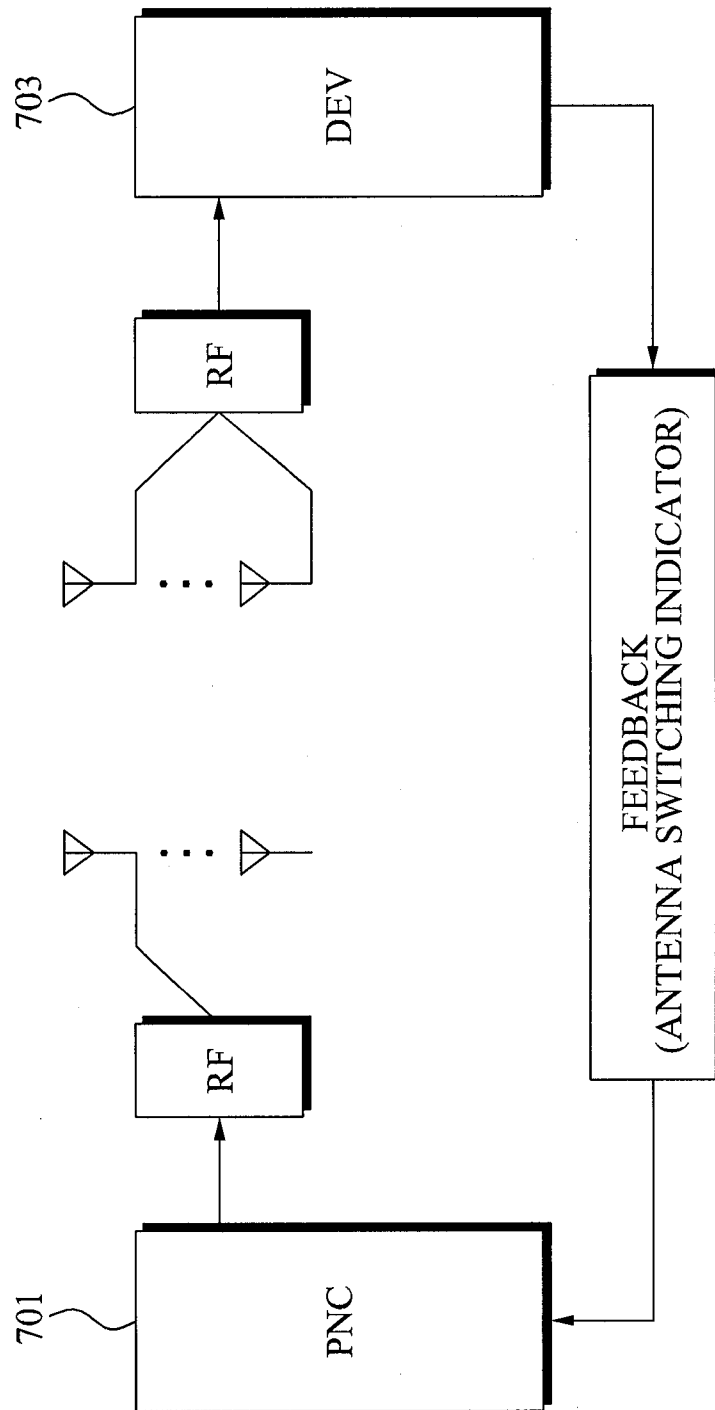 701
703
PNC
RF
RF
DEV
FEEDBACK
(ANTENNA SWITCHING INDICATOR)